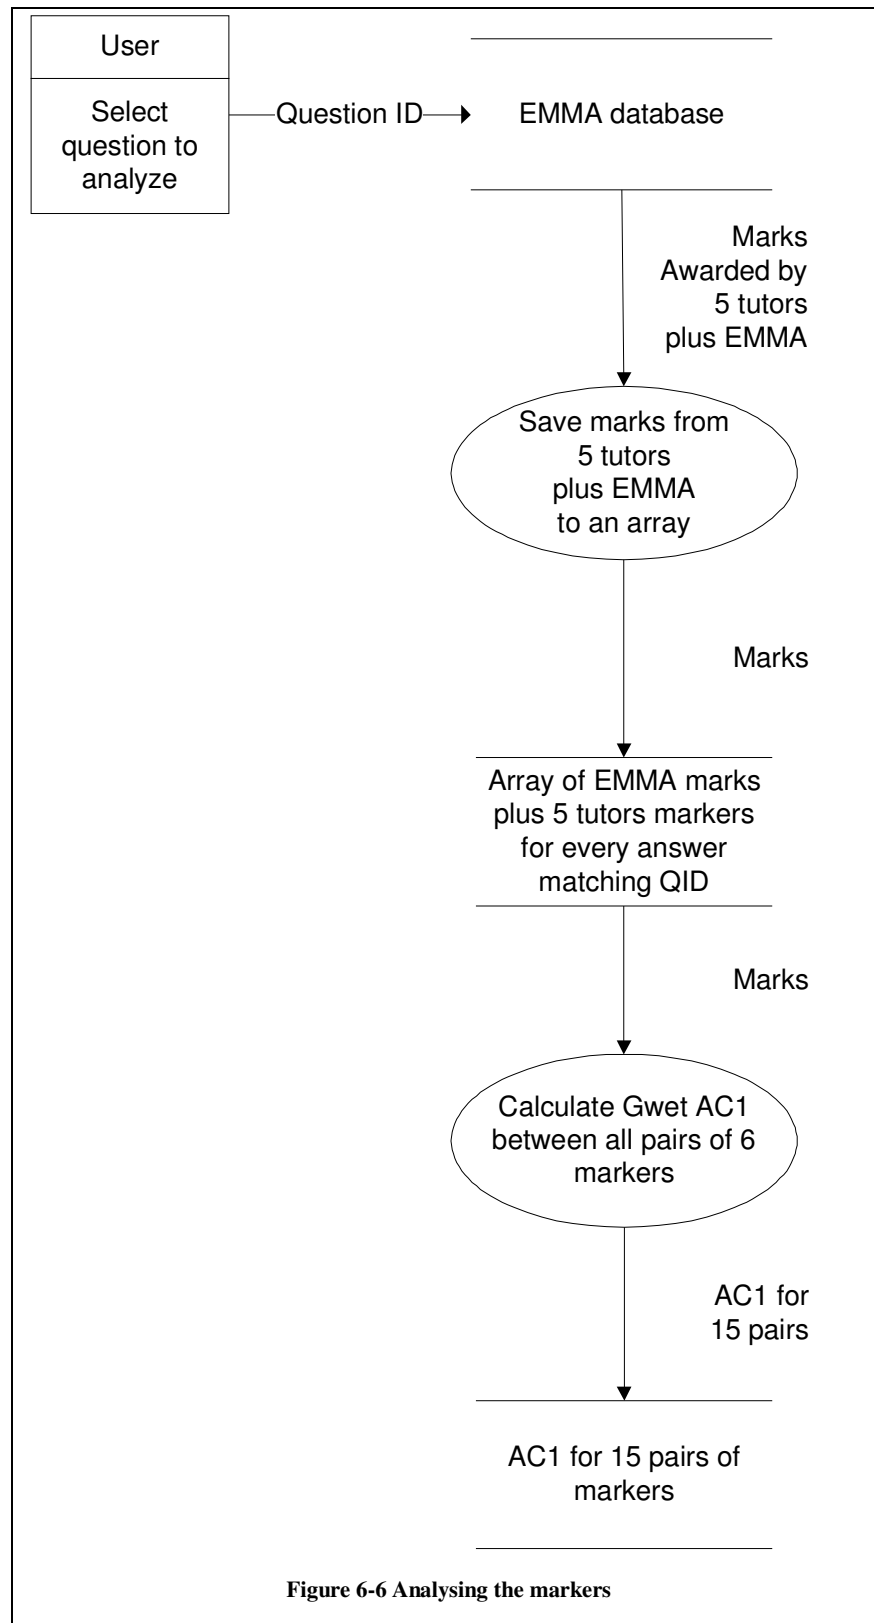 User
Select
question to
analyze
Question ID
EMMA database
Marks
Awarded by
5 tutors
plus EMMA
Save marks from
5 tutors
plus EMMA
to an array
Marks
Array of EMMA marks
plus 5 tutors markers
for every answer
matching QID
Marks
Calculate Gwet AC1
between all pairs of 6
markers
AC1 for
15 pairs
AC1 for 15 pairs of
markers
Figure 6-6 Analysing the markers